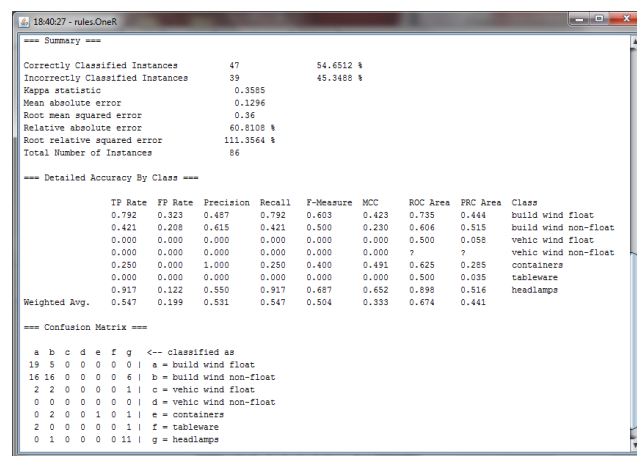 18:40:27 - rules.OneR
=== Summary ===
Correctly Classified Instances 47 54.6512 %
Incorrectly Classified Instances 39 45.3488 %
Kappa statistic 0.3585
Mean absolute error 0.1296
Root mean squared error 0.36
Relative absolute error 60.8108 %
Root relative squared error 111.3564 %
Total Number of Instances 86
=== Detailed Accuracy By Class ===
TP Rate FP Rate Precision Recall F-Measure MCC ROC Area PRC Area Class
0.792 0.323 0.487 0.792 0.603 0.423 0.735 0.444 build wind float
0.421 0.208 0.615 0.421 0.500 0.230 0.606 0.515 build wind non-float
0.000 0.000 0.000 0.000 0.000 0.000 0.500 0.058 vehic wind float
0.000 0.000 0.000 0.000 0.000 0.000 ? ? vehic wind non-float
0.250 0.000 1.000 0.250 0.400 0.491 0.625 0.285 containers
0.000 0.000 0.000 0.000 0.000 0.000 0.500 0.035 tableware
0.917 0.122 0.550 0.917 0.687 0.652 0.898 0.516 headlamps
Weighted Avg. 0.547 0.199 0.531 0.547 0.504 0.333 0.674 0.441
=== Confusion Matrix ===
a b c d e f g <-- classified as
19 5 0 0 0 0 0 | a = build wind float
16 16 0 0 0 0 6 | b = build wind non-float
2 2 0 0 0 0 1 | c = vehic wind float
0 0 0 0 0 0 0 | d = vehic wind non-float
0 2 0 0 1 0 1 | e = containers
2 0 0 0 0 0 1 | f = tableware
0 1 0 0 0 0 11 | g = headlamps